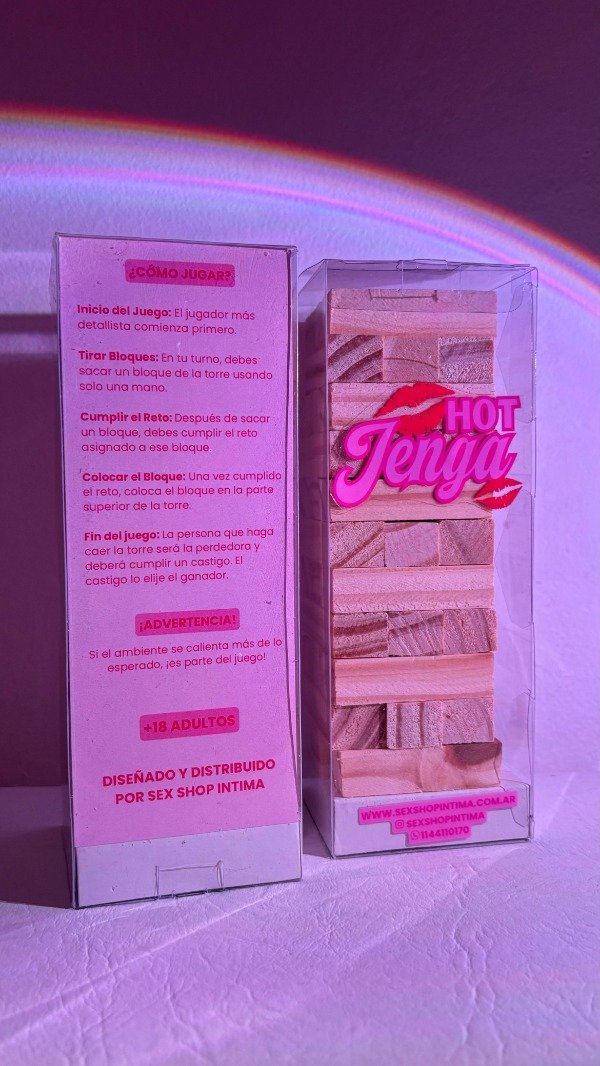 ¿CÓMO JUGAR?
Inicio del Juego: El jugador más
detallista comienza primero.
Tirar Bloques: En tu turno, debes
sacar un bloque de la torre usando
solo una mano.
Cumplir el Reto: Después de sacar
un bloque, debes cumplir el reto
asignado a ese bloque.
Colocar el Bloque: Una vez cumplido
el reto, coloca el bloque en la parte
superior de la torre.
Fin del juego: La persona que haga
caer la torre será la perdedora y
deberá cumplir un castigo. El
castigo lo elije el ganador.
¡ADVERTENCIA!
Si el ambiente se calienta más de lo
esperado, ¡es parte del juego!
+18 ADULTOS
DISEÑADO Y DISTRIBUIDO
POR SEX SHOP INTIMA
HOT
Jenga
WWW.SEXSHOPINTIMA.COM.AR
SEXSHOPINTIMA
1144110170